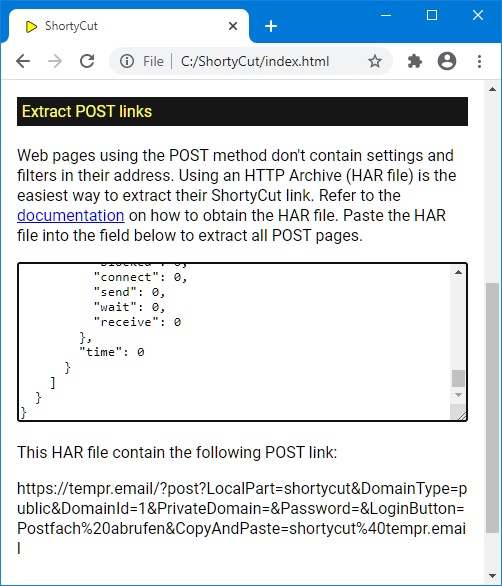 ShortyCut
File | C:/ShortyCut/index.html
Extract POST links
Web pages using the POST method don't contain settings and
filters in their address. Using an HTTP Archive (HAR file) is the
easiest way to extract their ShortyCut link. Refer to the
documentation on how to obtain the HAR file. Paste the HAR
file into the field below to extract all POST pages.
"blocked": 0,
"connect": 0,
"send": 0,
"wait": 0,
"receive": 0
},
"time": 0
}
]
}
}
This HAR file contain the following POST link:
https://tempr.email/?post?LocalPart=shortycut&DomainType=p
ublic&DomainId=1&PrivateDomain=&Password=&LoginButton=
Postfach%20abrufen&CopyAndPaste=shortycut%40tempr.emai
l